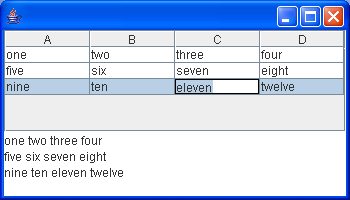 A B C D
one two three four
five six seven eight
nine ten eleven twelve
one two three four
five six seven eight
nine ten eleven twelve